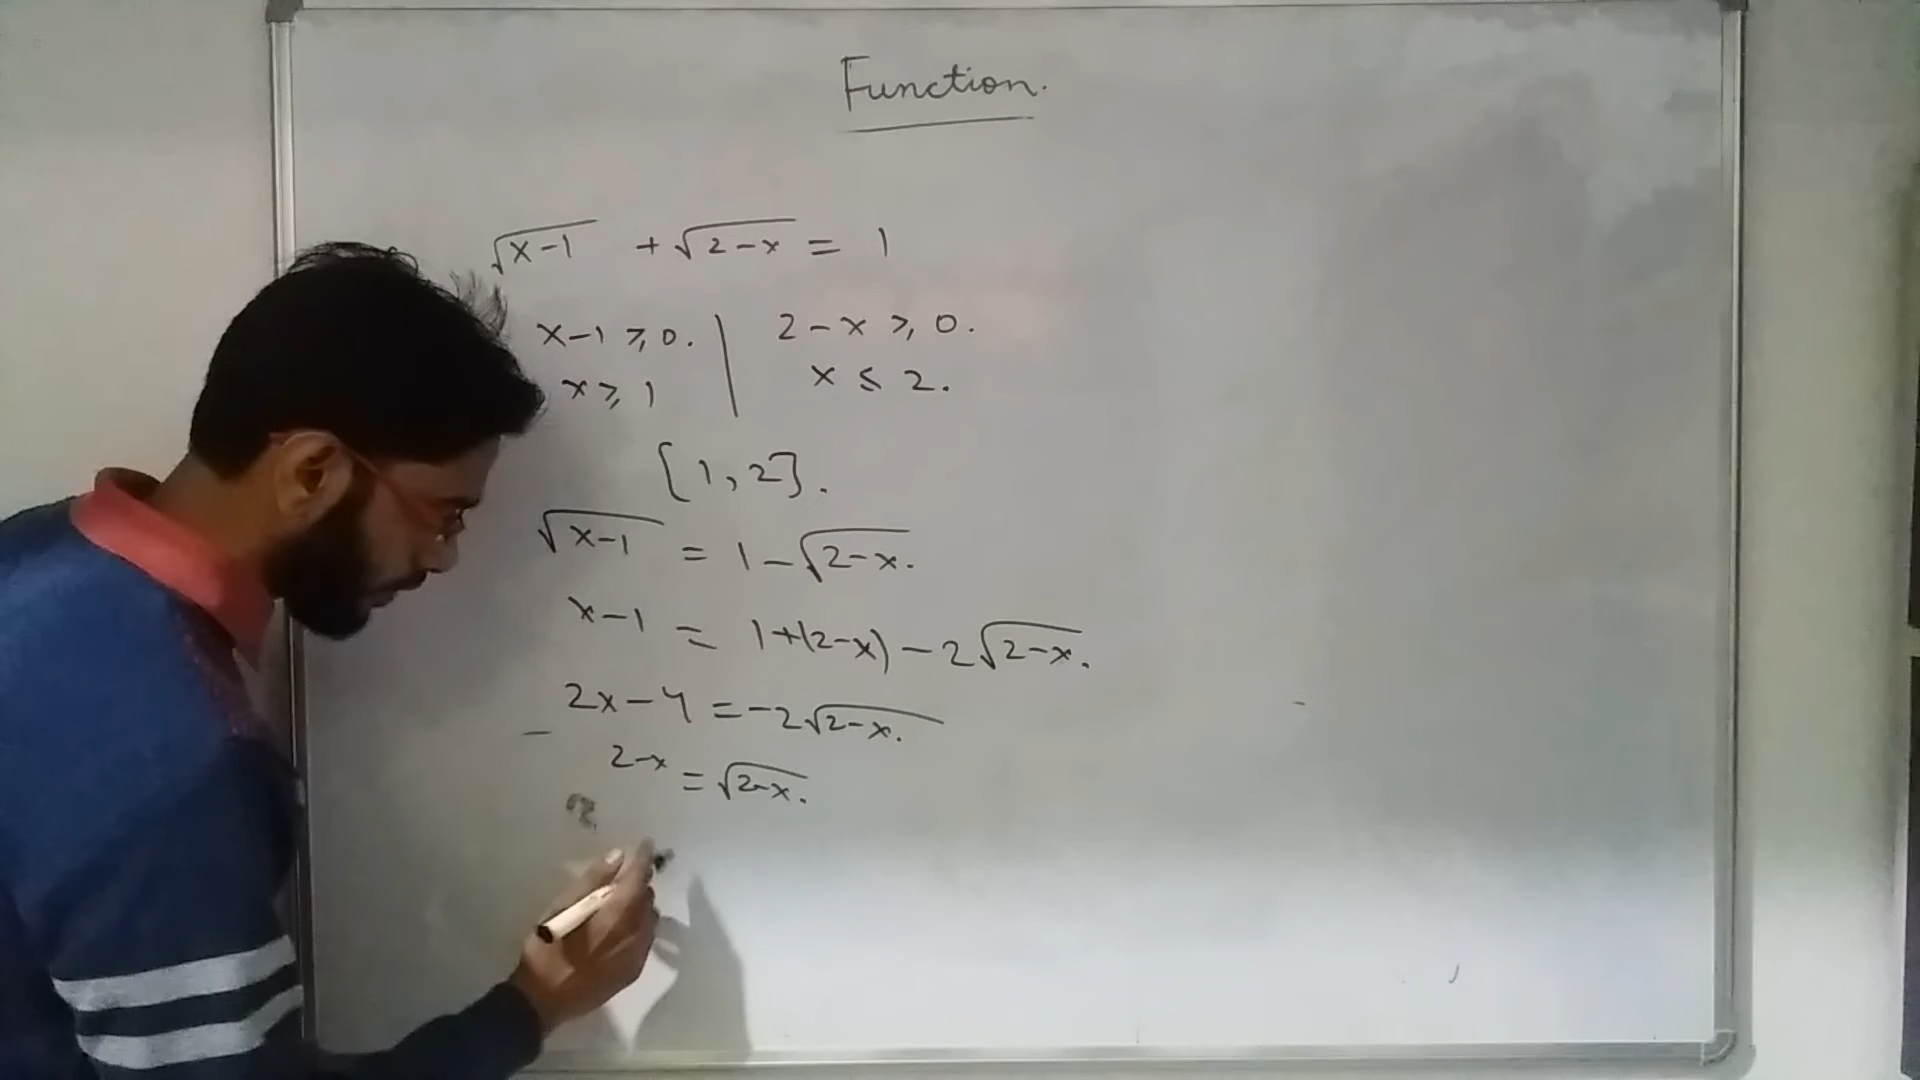 Function.
√x-1 + √2-x = 1
x-1 ≥ 0. | 2-x ≥ 0.
x ≥ 1 | x ≤ 2.
[1,2].
√x-1 = 1-√2-x.
x-1 = 1+(2-x)-2√2-x.
2x-4 = -2√2-x.
2-x = √2-x.